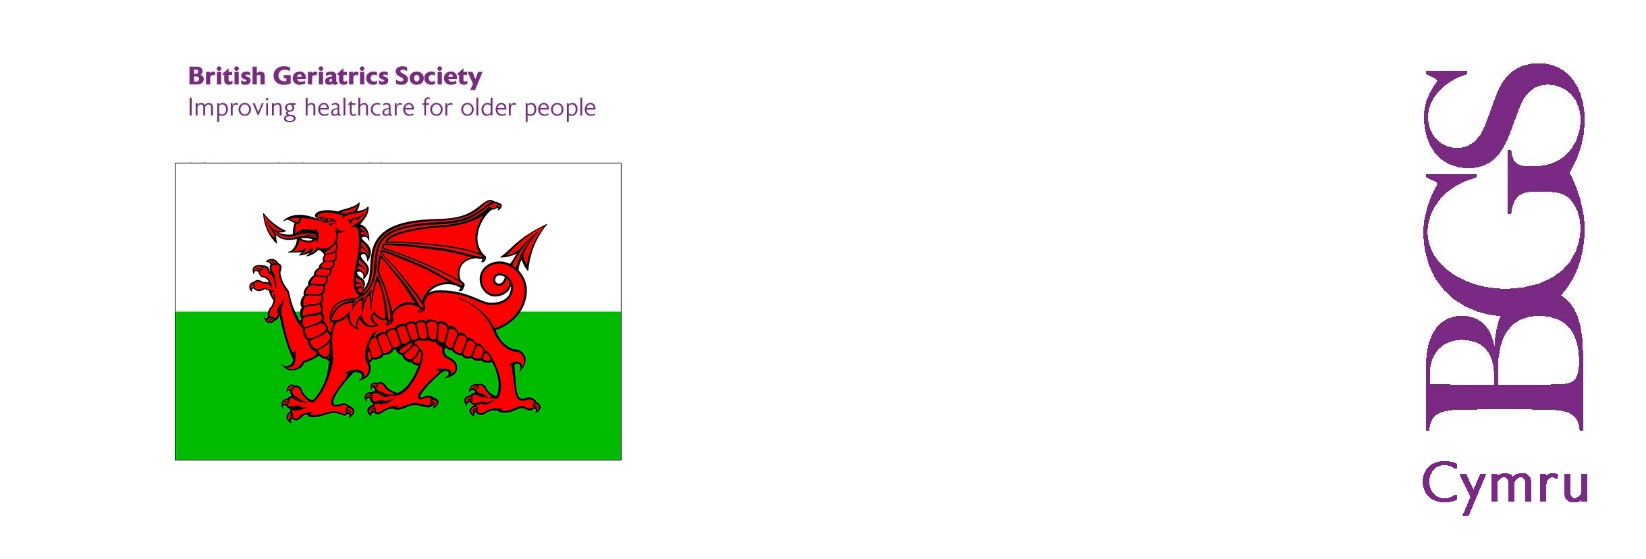 British Geriatrics Society
Improving healthcare for older people
BGS
Cymru